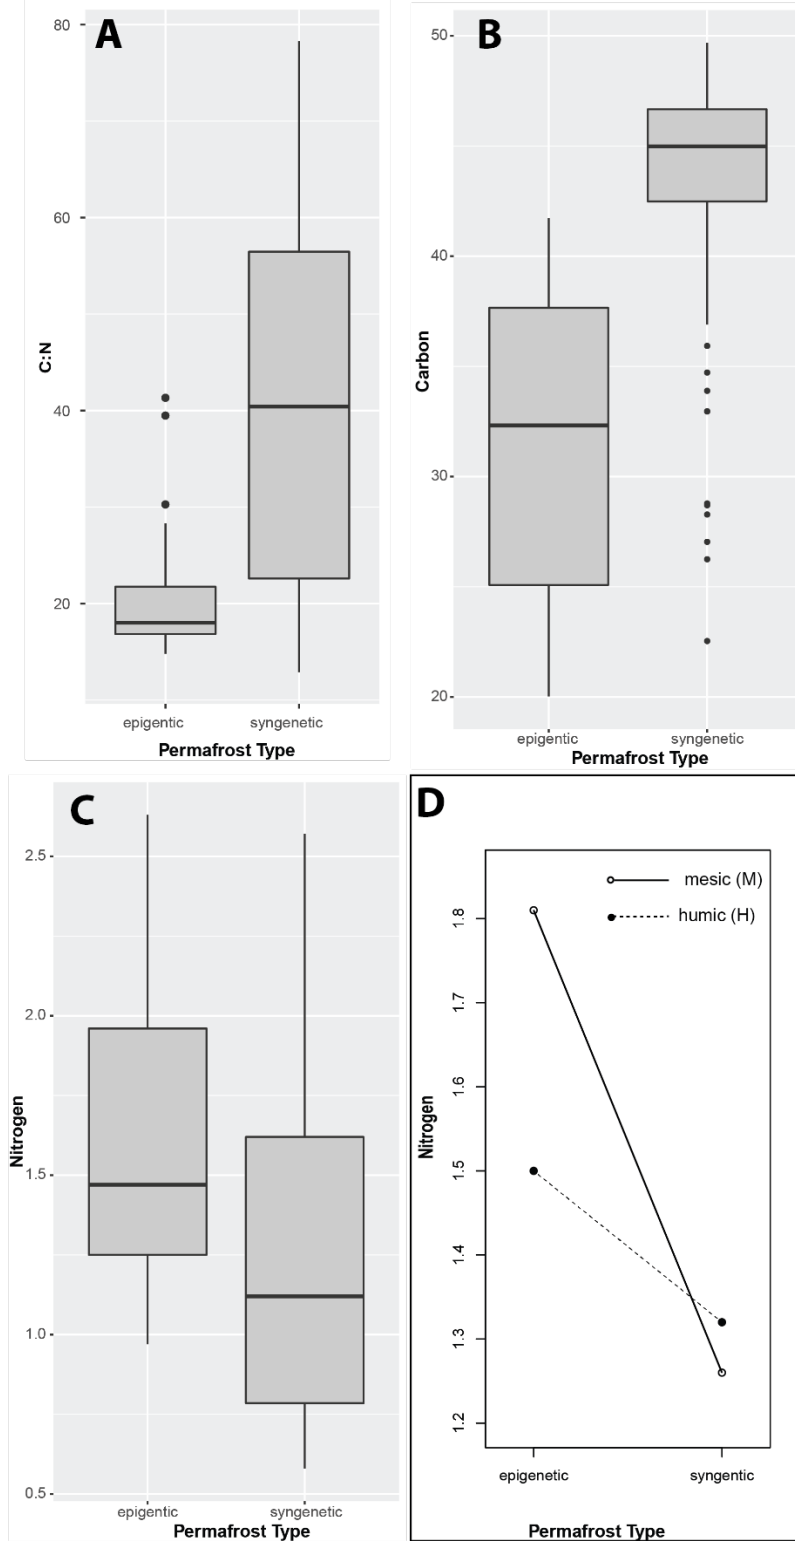 A
80
60
C:N
40
20
epigentic syngenetic
Permafrost Type
B
50
40
Carbon
30
20
epigentic syngenetic
Permafrost Type
C
2.5
2.0
Nitrogen
1.5
1.0
0.5
epigentic syngenetic
Permafrost Type
D
mesic (M)
humic (H)
1.8
1.7
1.6
Nitrogen
1.5
1.4
1.3
1.2
epigenetic syngentic
Permafrost Type